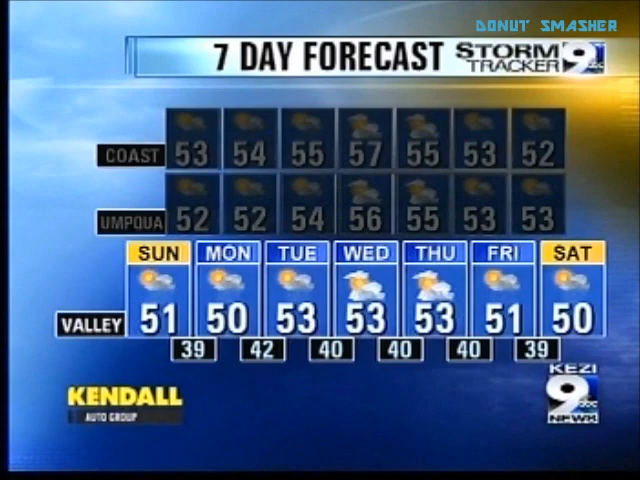 DONUT SMASHER
7 DAY FORECAST STORM TRACKER 9 abc
COAST 53 54 55 57 55 53 52
UMPQUA 52 52 54 56 55 53 53
SUN MON TUE WED THU FRI SAT
VALLEY 51 50 53 53 53 51 50
39 42 40 40 40 39
KENDALL
AUTO GROUP
KEZI
9 abc
NEWS